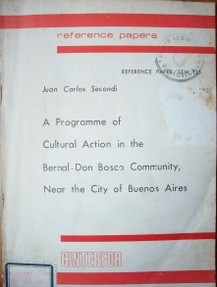 reference papers
REFERENCE PAPER/
Juan Carlos Secondi
A Programme of
Cultural Action in the
Bernal-Don Bosco Community,
Near the City of Buenos Aires
CINTERFOR